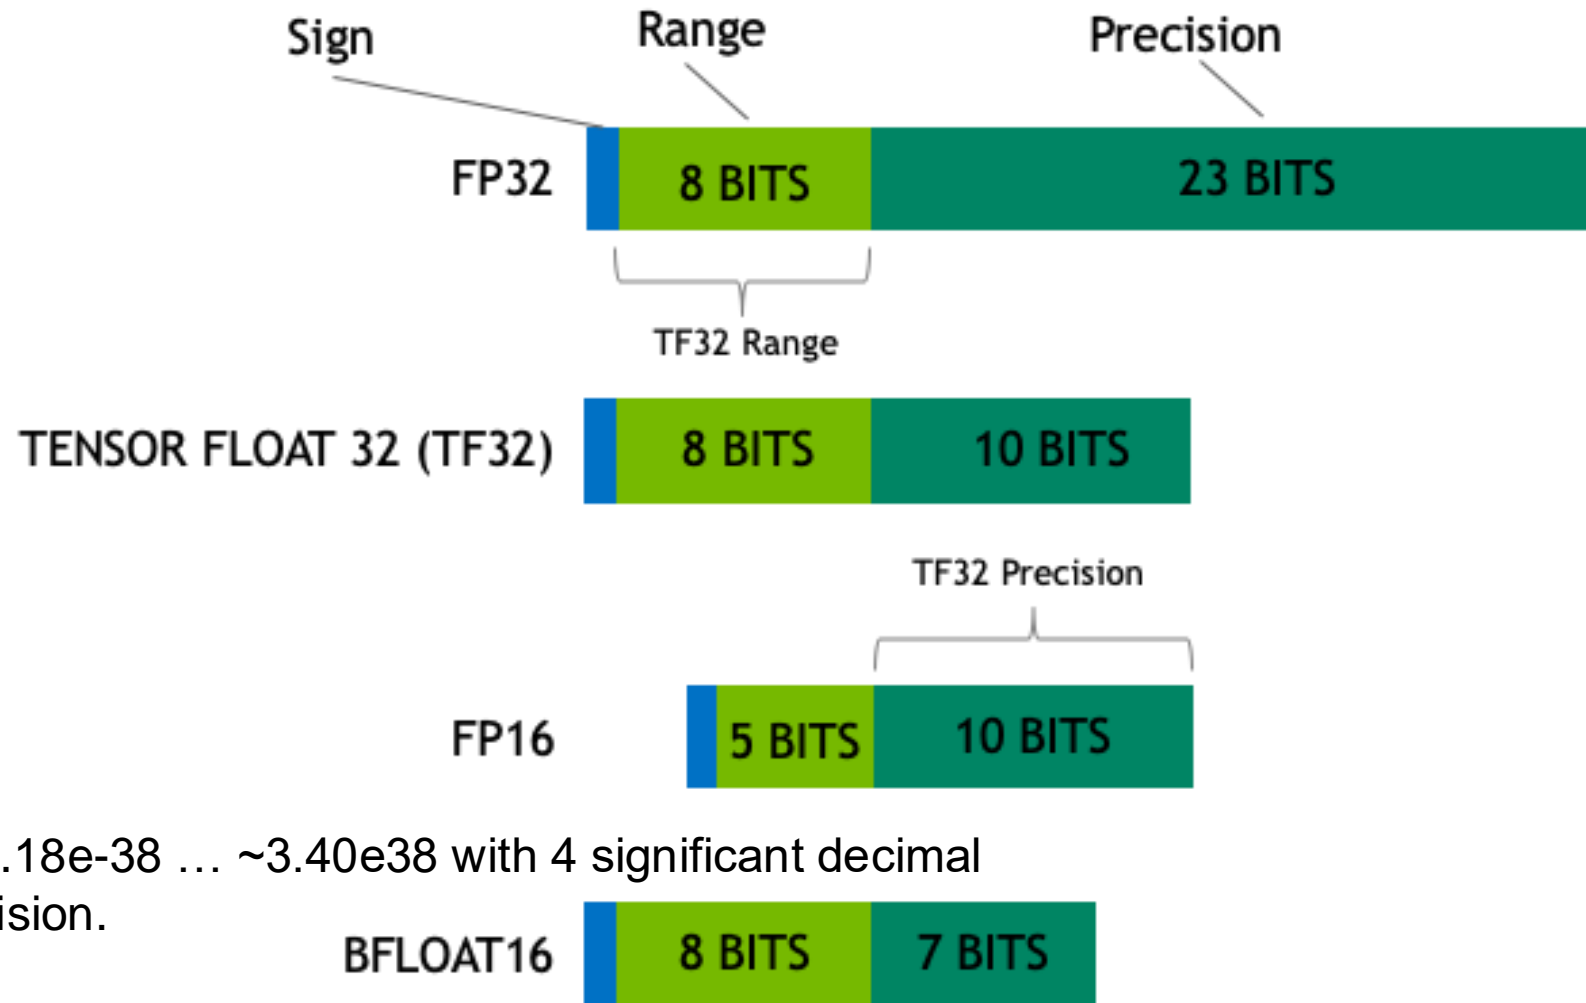 Sign Range Precision
FP32 8 BITS 23 BITS
TF32 Range
TENSOR FLOAT 32 (TF32) 8 BITS 10 BITS
TF32 Precision
FP16 5 BITS 10 BITS
.18e-38 … ~3.40e38 with 4 significant decimal
ision.
BFLOAT16 8 BITS 7 BITS